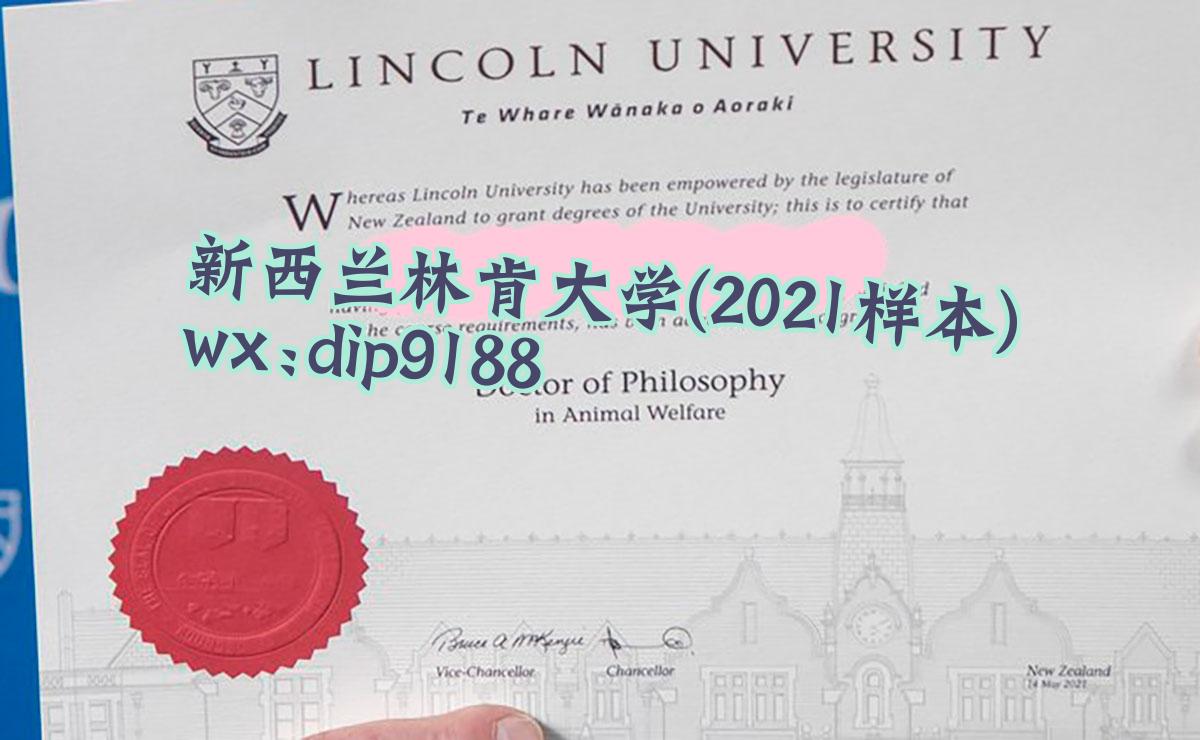 LINCOLN UNIVERSITY
Te Whare Wānaka o Aoraki
Whereas Lincoln University has been empowered by the legislature of
New Zealand to grant degrees of the University; this is to certify that
新西兰林肯大学(2021样本)
requirements,
wx:dip9188
Doctor of Philosophy
in Animal Welfare
Bruce A McKenzie
Vice-Chancellor
Chancellor
New Zealand
14 May 2021